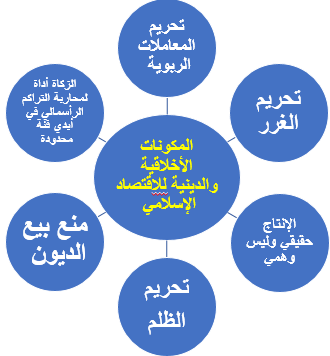 تحريم
المعاملات
الربوية
تحريم
الغرر
الإنتاج
حقيقي وليس
وهمي
تحريم
الظلم
منع بيع
الديون
الزكاة أداة
لمحاربة التراكم
الرأسمالي في
أيدي فئة
محدودة
المكونات
الأخلاقية
والدينية للاقتصاد
الإسلامي